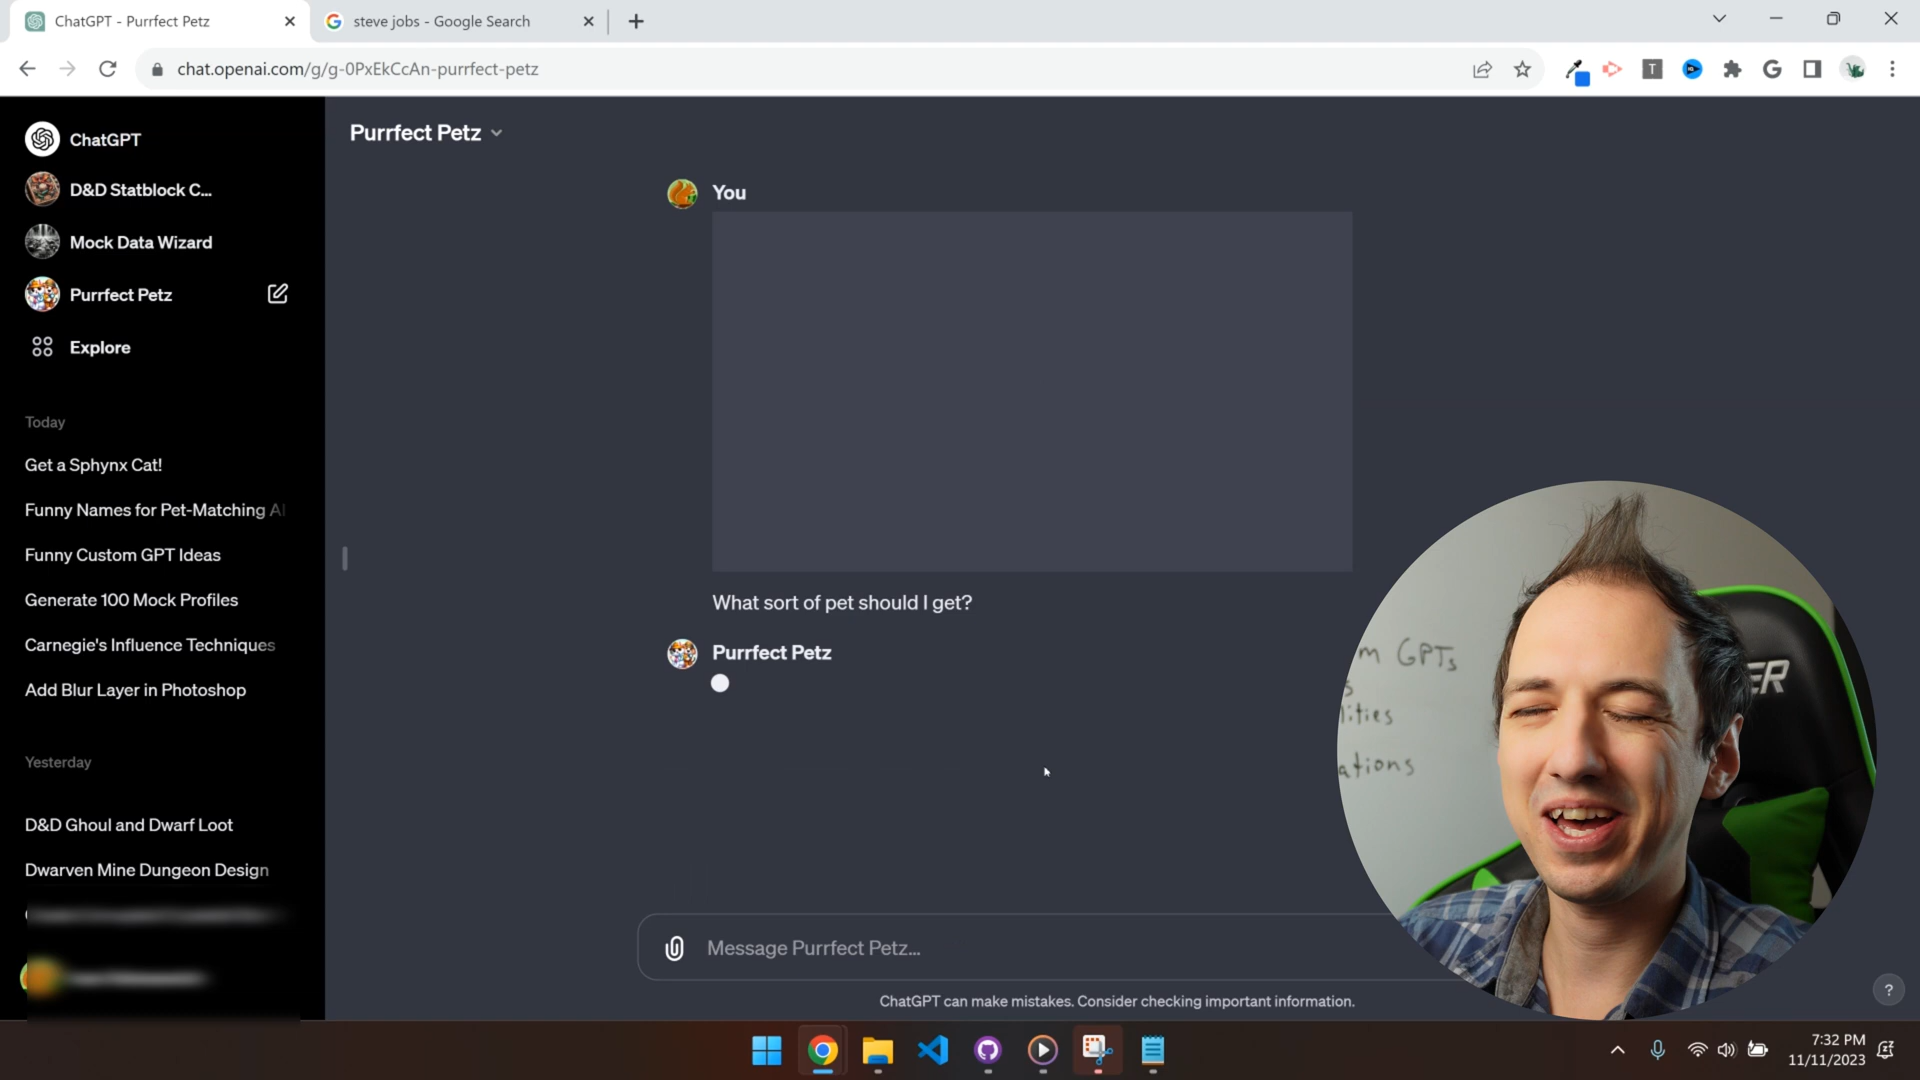 ChatGPT - Purrfect Petz
steve jobs - Google Search
chat.openai.com/g/g-0PxEkCcAn-purrfect-petz
T
G
ChatGPT
D&D Statblock C...
Mock Data Wizard
Purrfect Petz
Explore
Today
Get a Sphynx Cat!
Funny Names for Pet-Matching AI
Funny Custom GPT Ideas
Generate 100 Mock Profiles
Carnegie's Influence Techniques
Add Blur Layer in Photoshop
Yesterday
D&D Ghoul and Dwarf Loot
Dwarven Mine Dungeon Design
Purrfect Petz
You
What sort of pet should I get?
Purrfect Petz
Message Purrfect Petz...
ChatGPT can make mistakes. Consider checking important information.
?
m GPTs
s
lities
ations
ER
7:32 PM
11/11/2023